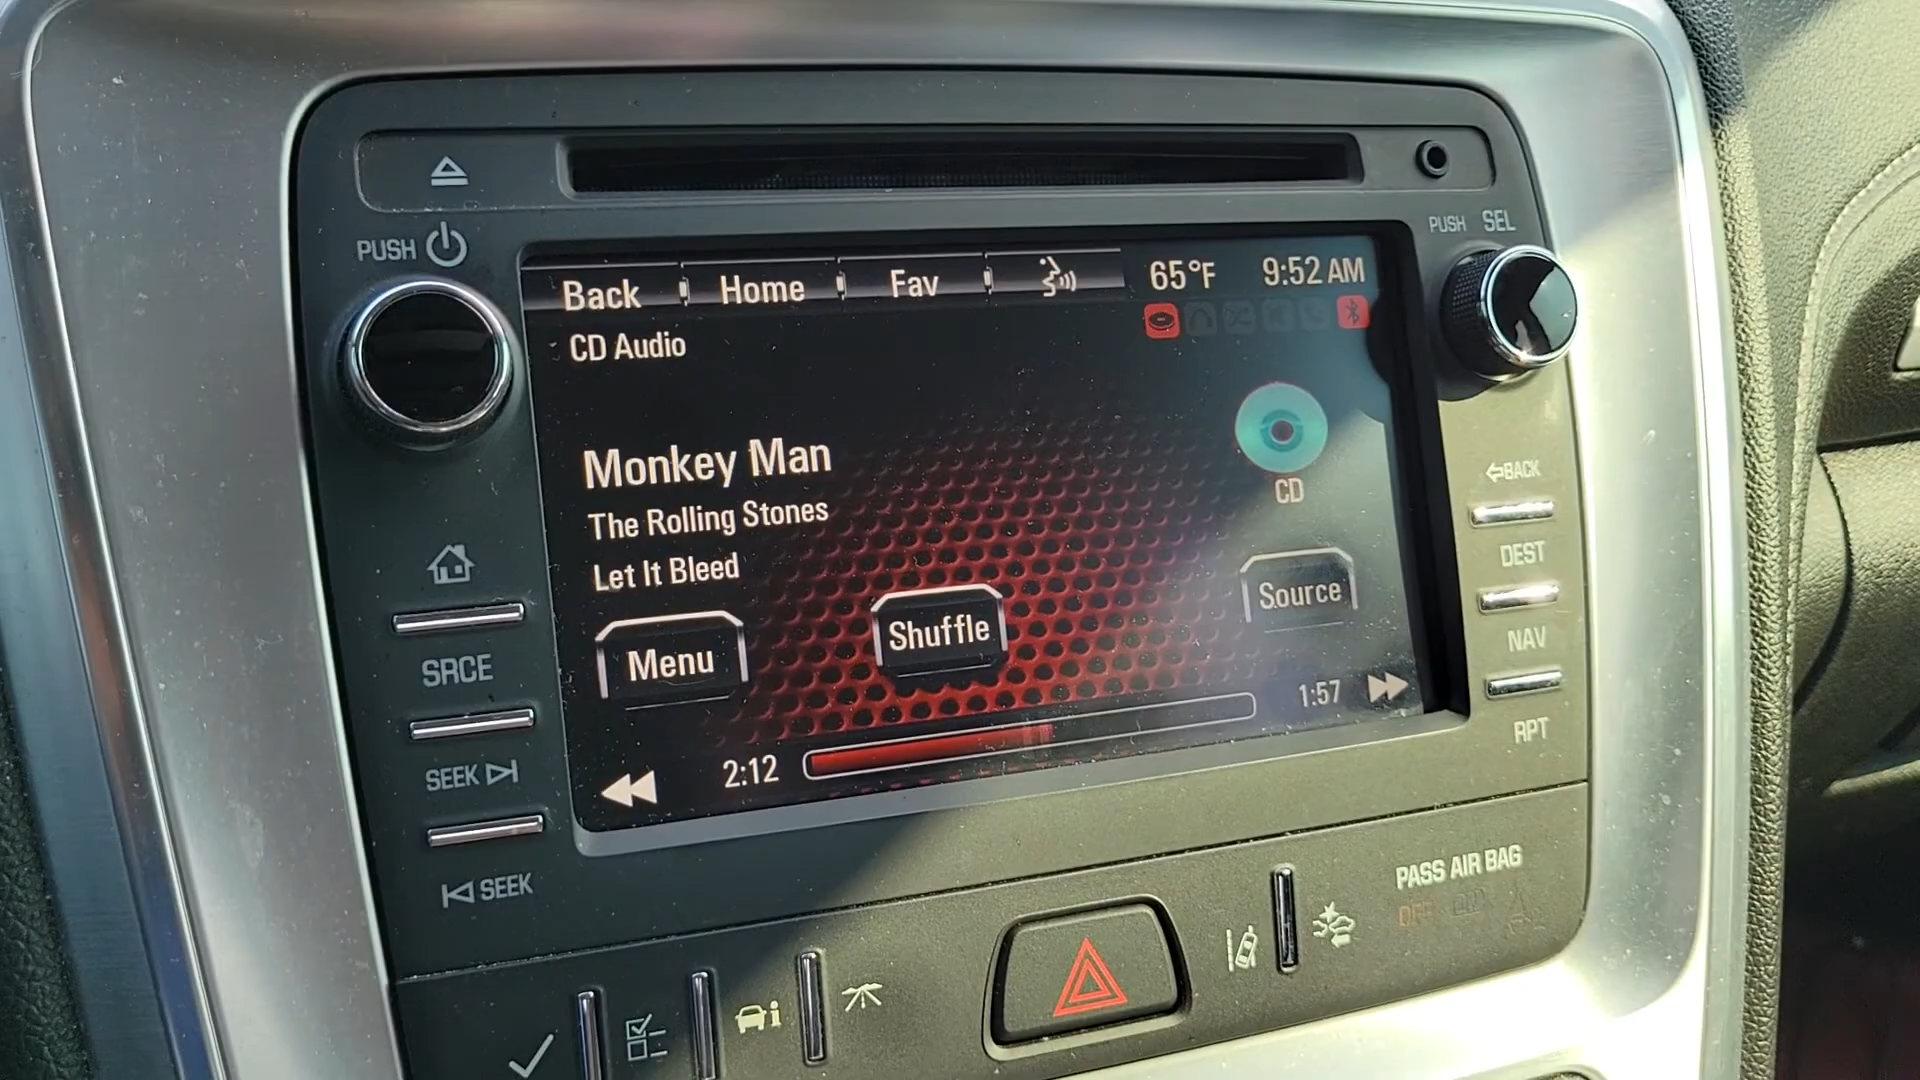 PUSH
PUSH SEL
Back Home Fav 65°F 9:52 AM
CD Audio
Monkey Man
The Rolling Stones
Let It Bleed
CD
Menu Shuffle Source
2:12 1:57
SRCE
SEEK
SEEK
BACK
DEST
NAV
RPT
PASS AIR BAG
OFF